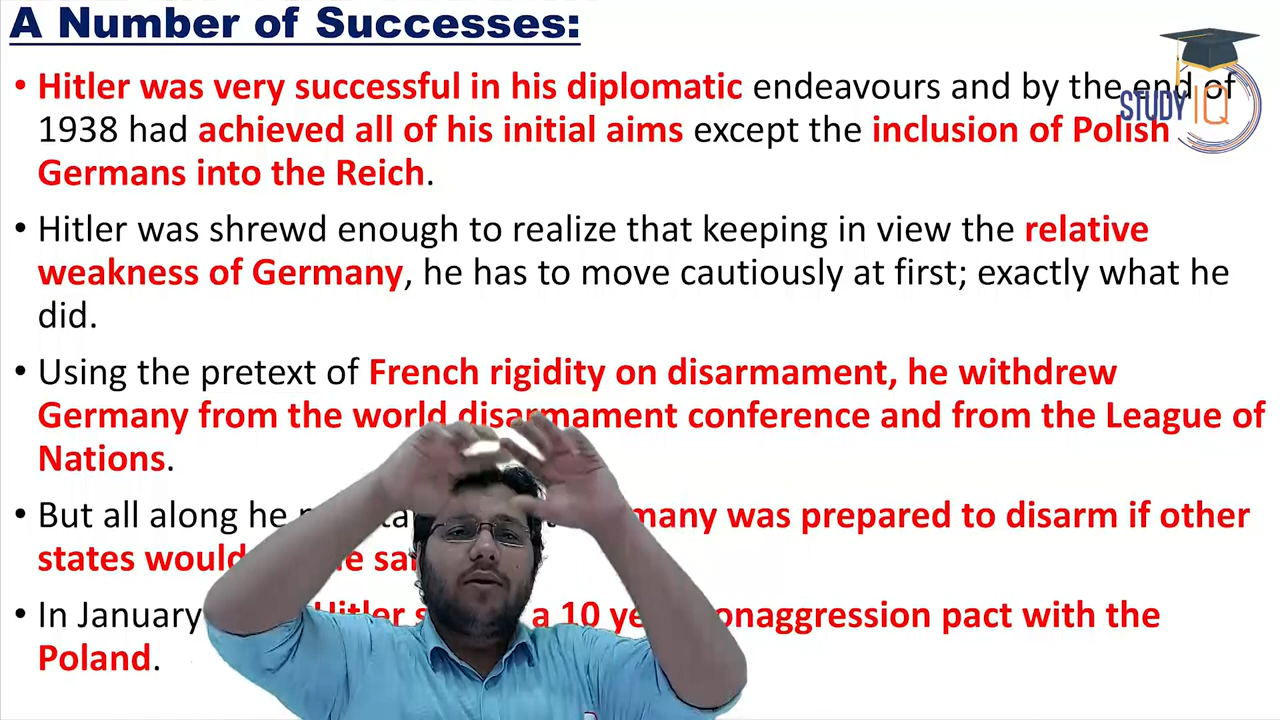 A Number of Successes:
• Hitler was very successful in his diplomatic endeavours and by the end of
1938 had achieved all of his initial aims except the inclusion of Polish
Germans into the Reich.
• Hitler was shrewd enough to realize that keeping in view the relative
weakness of Germany, he has to move cautiously at first; exactly what he
did.
• Using the pretext of French rigidity on disarmament, he withdrew
Germany from the world disarmament conference and from the League of
Nations.
• But all along he was prepared to disarm if other
states would
• In January a 10 nonaggression pact with the
Poland.
STUDY IQ